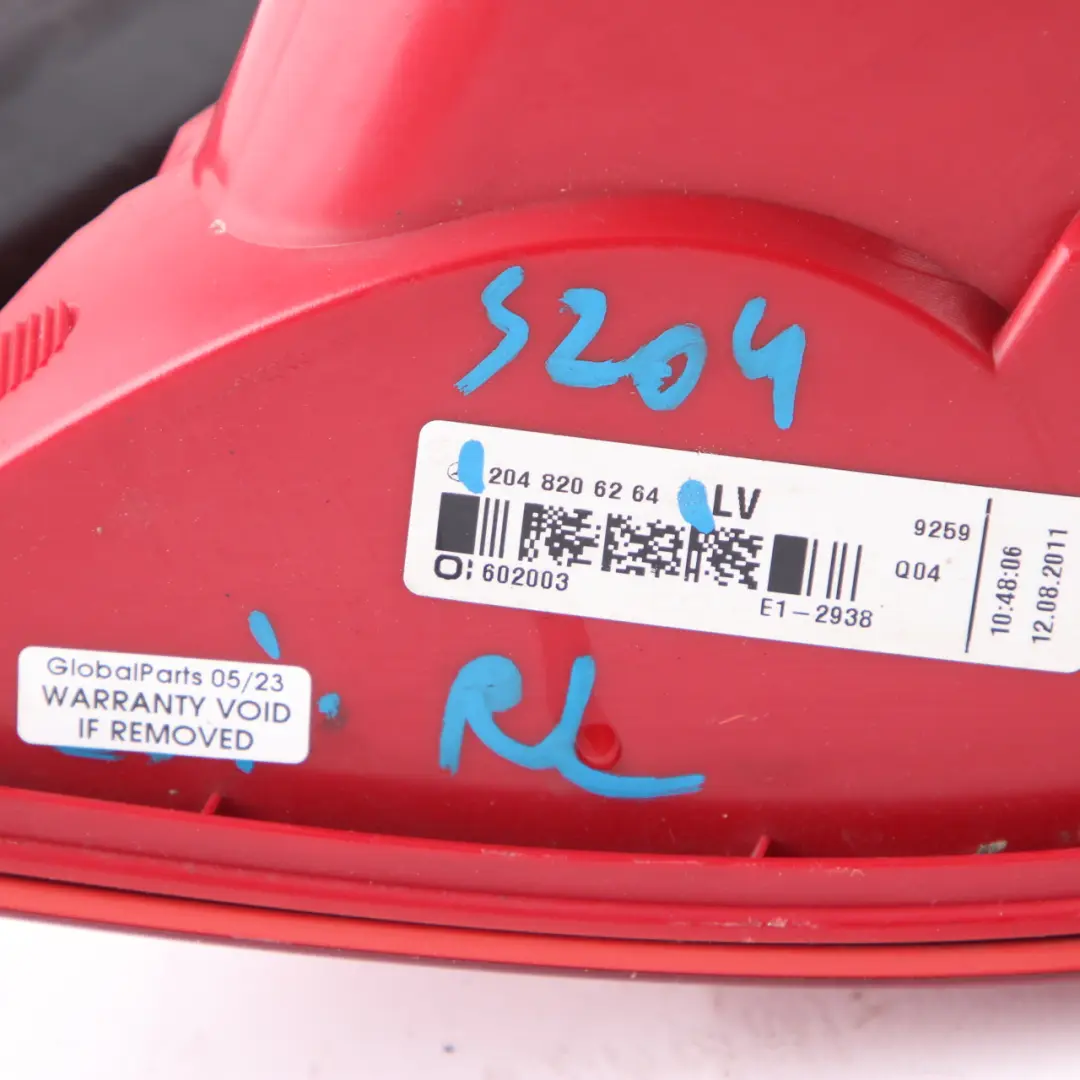 S204
204 820 62 64 LV
9259
Q04
O: 602003
E1-2938
10:48:06
12.08.2011
GlobalParts 05/23
WARRANTY VOID
IF REMOVED
RL